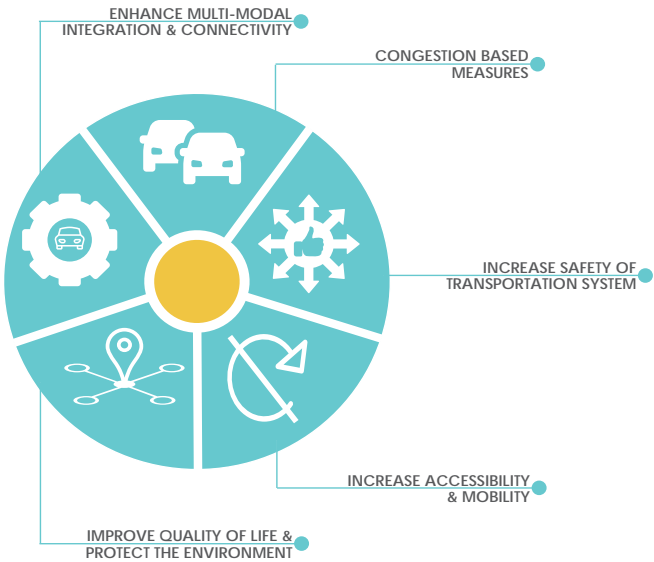 ENHANCE MULTI-MODAL
INTEGRATION & CONNECTIVITY
CONGESTION BASED
MEASURES
INCREASE SAFETY OF
TRANSPORTATION SYSTEM
INCREASE ACCESSIBILITY
& MOBILITY
IMPROVE QUALITY OF LIFE &
PROTECT THE ENVIRONMENT